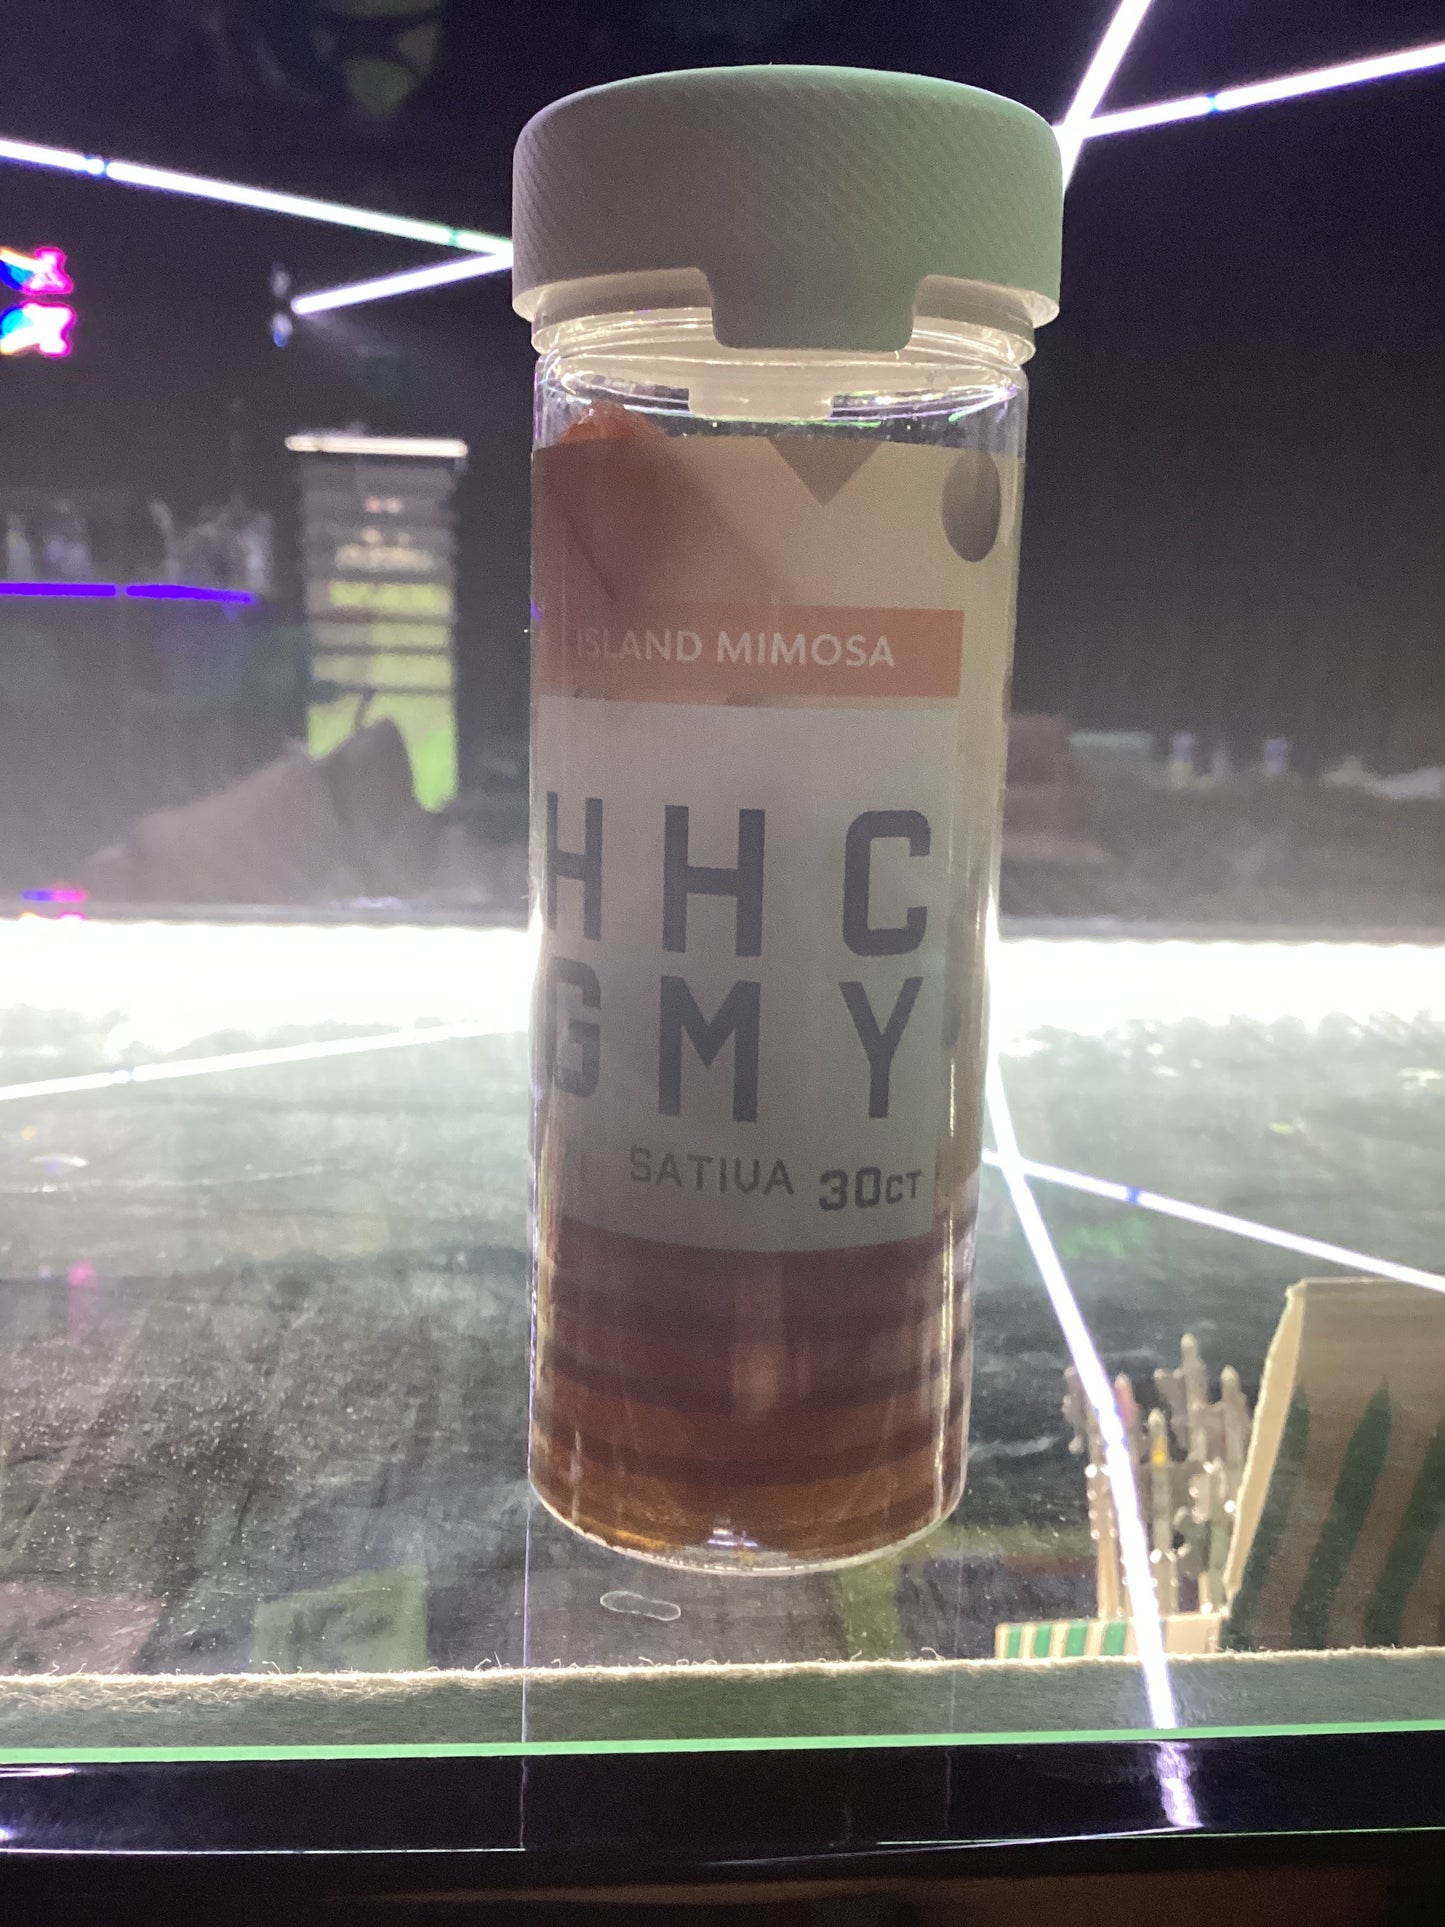 ISLAND MIMOSA
HHC
GMY
SATIVA 30CT